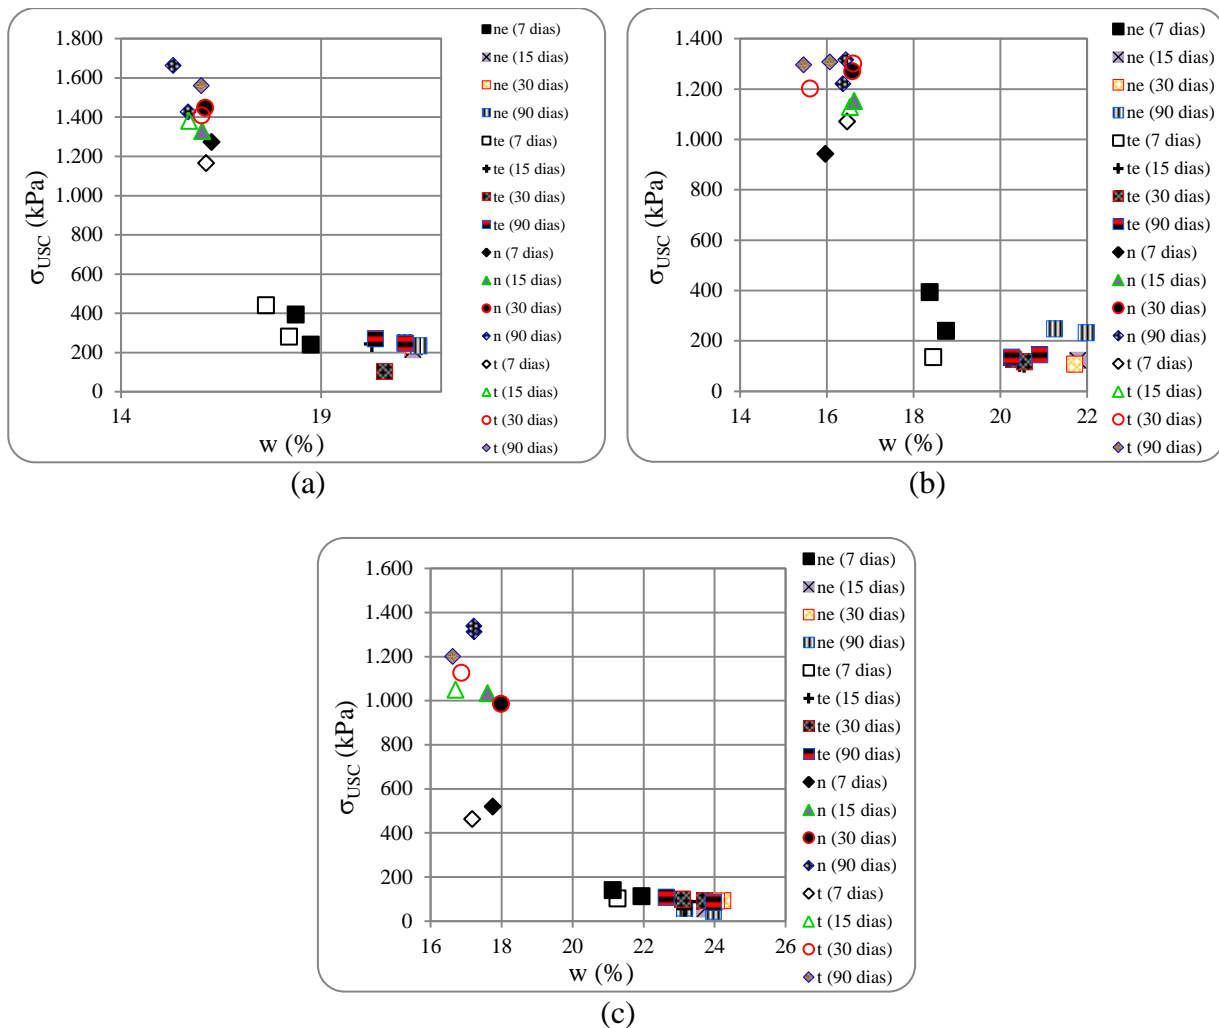 1.800
1.600
1.400
1.200
1.000
800
600
400
200
0
14
19
σUSC (kPa)
w (%)
ne (7 dias)
ne (15 dias)
ne (30 dias)
ne (90 dias)
te (7 dias)
te (15 dias)
te (30 dias)
te (90 dias)
n (7 dias)
n (15 dias)
n (30 dias)
n (90 dias)
t (7 dias)
t (15 dias)
t (30 dias)
t (90 dias)
(a)
1.400
1.200
1.000
800
600
400
200
0
14
16
18
20
22
σUSC (kPa)
w (%)
ne (7 dias)
ne (15 dias)
ne (30 dias)
ne (90 dias)
te (7 dias)
te (15 dias)
te (30 dias)
te (90 dias)
n (7 dias)
n (15 dias)
n (30 dias)
n (90 dias)
t (7 dias)
t (15 dias)
t (30 dias)
t (90 dias)
(b)
1.600
1.400
1.200
1.000
800
600
400
200
0
16
18
20
22
24
26
σUSC (kPa)
w (%)
ne (7 dias)
ne (15 dias)
ne (30 dias)
ne (90 dias)
te (7 dias)
te (15 dias)
te (30 dias)
te (90 dias)
n (7 dias)
n (15 dias)
n (30 dias)
n (90 dias)
t (7 dias)
t (15 dias)
t (30 dias)
t (90 dias)
(c)